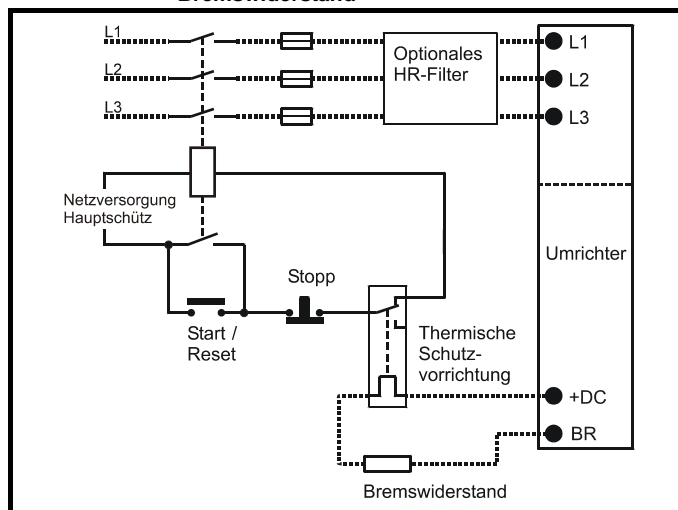 Bremswiderstand
L1
L2
L3
Optionales
HR-Filter
L1
L2
L3
Netzversorgung
Hauptschütz
Umrichter
Stopp
Start /
Reset
Thermische
Schutz-
vorrichtung
+DC
BR
Bremswiderstand